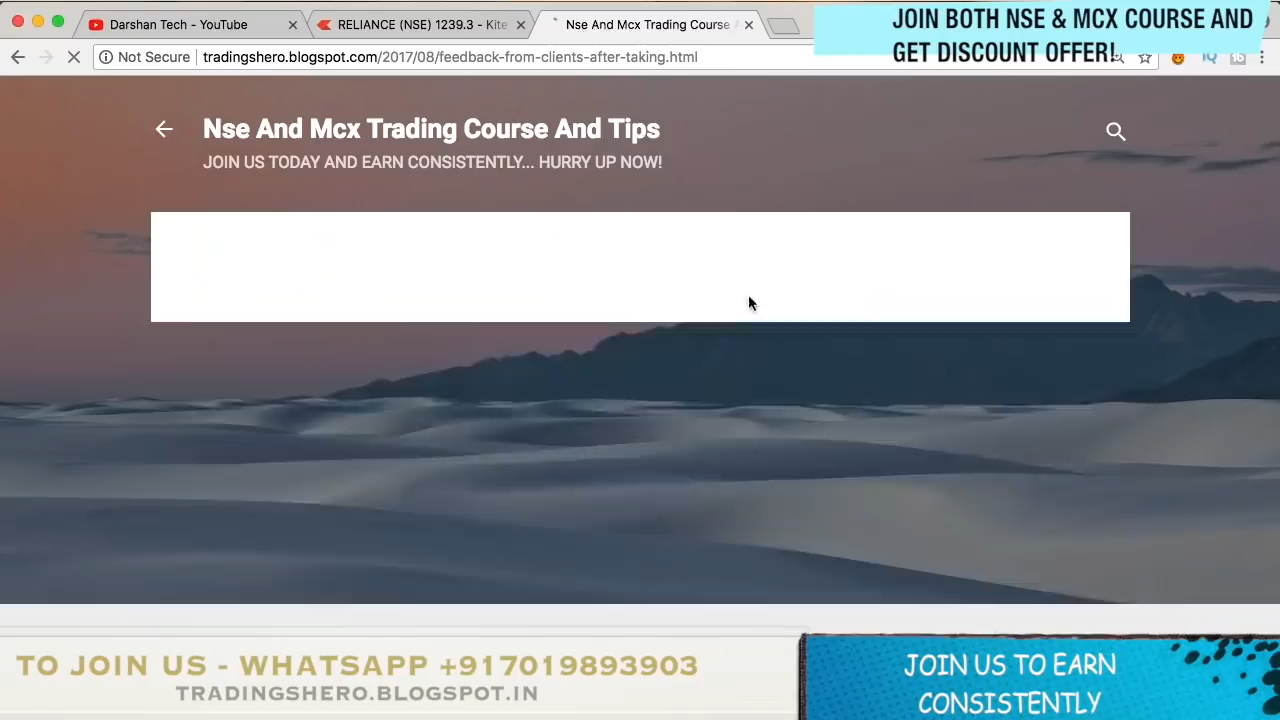 Darshan Tech - YouTube
RELIANCE (NSE) 1239.3 - Kite
Nse And Mcx Trading Course
JOIN BOTH NSE & MCX COURSE AND
GET DISCOUNT OFFER!
Not Secure
tradingshero.blogspot.com/2017/08/feedback-from-clients-after-taking.html
IQ
16
Nse And Mcx Trading Course And Tips
JOIN US TODAY AND EARN CONSISTENTLY... HURRY UP NOW!
TO JOIN US - WHATSAPP +917019893903
TRADINGSHERO.BLOGSPOT.IN
JOIN US TO EARN
CONSISTENTLY